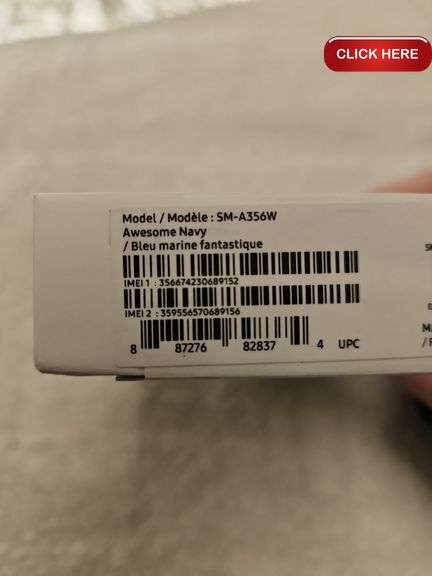 CLICK HERE
Model / Modèle : SM-A356W
Awesome Navy
/ Bleu marine fantastique
IMEI 1 : 356674230689152
IMEI 2 : 359556570689156
8 87276 82837 4 UPC